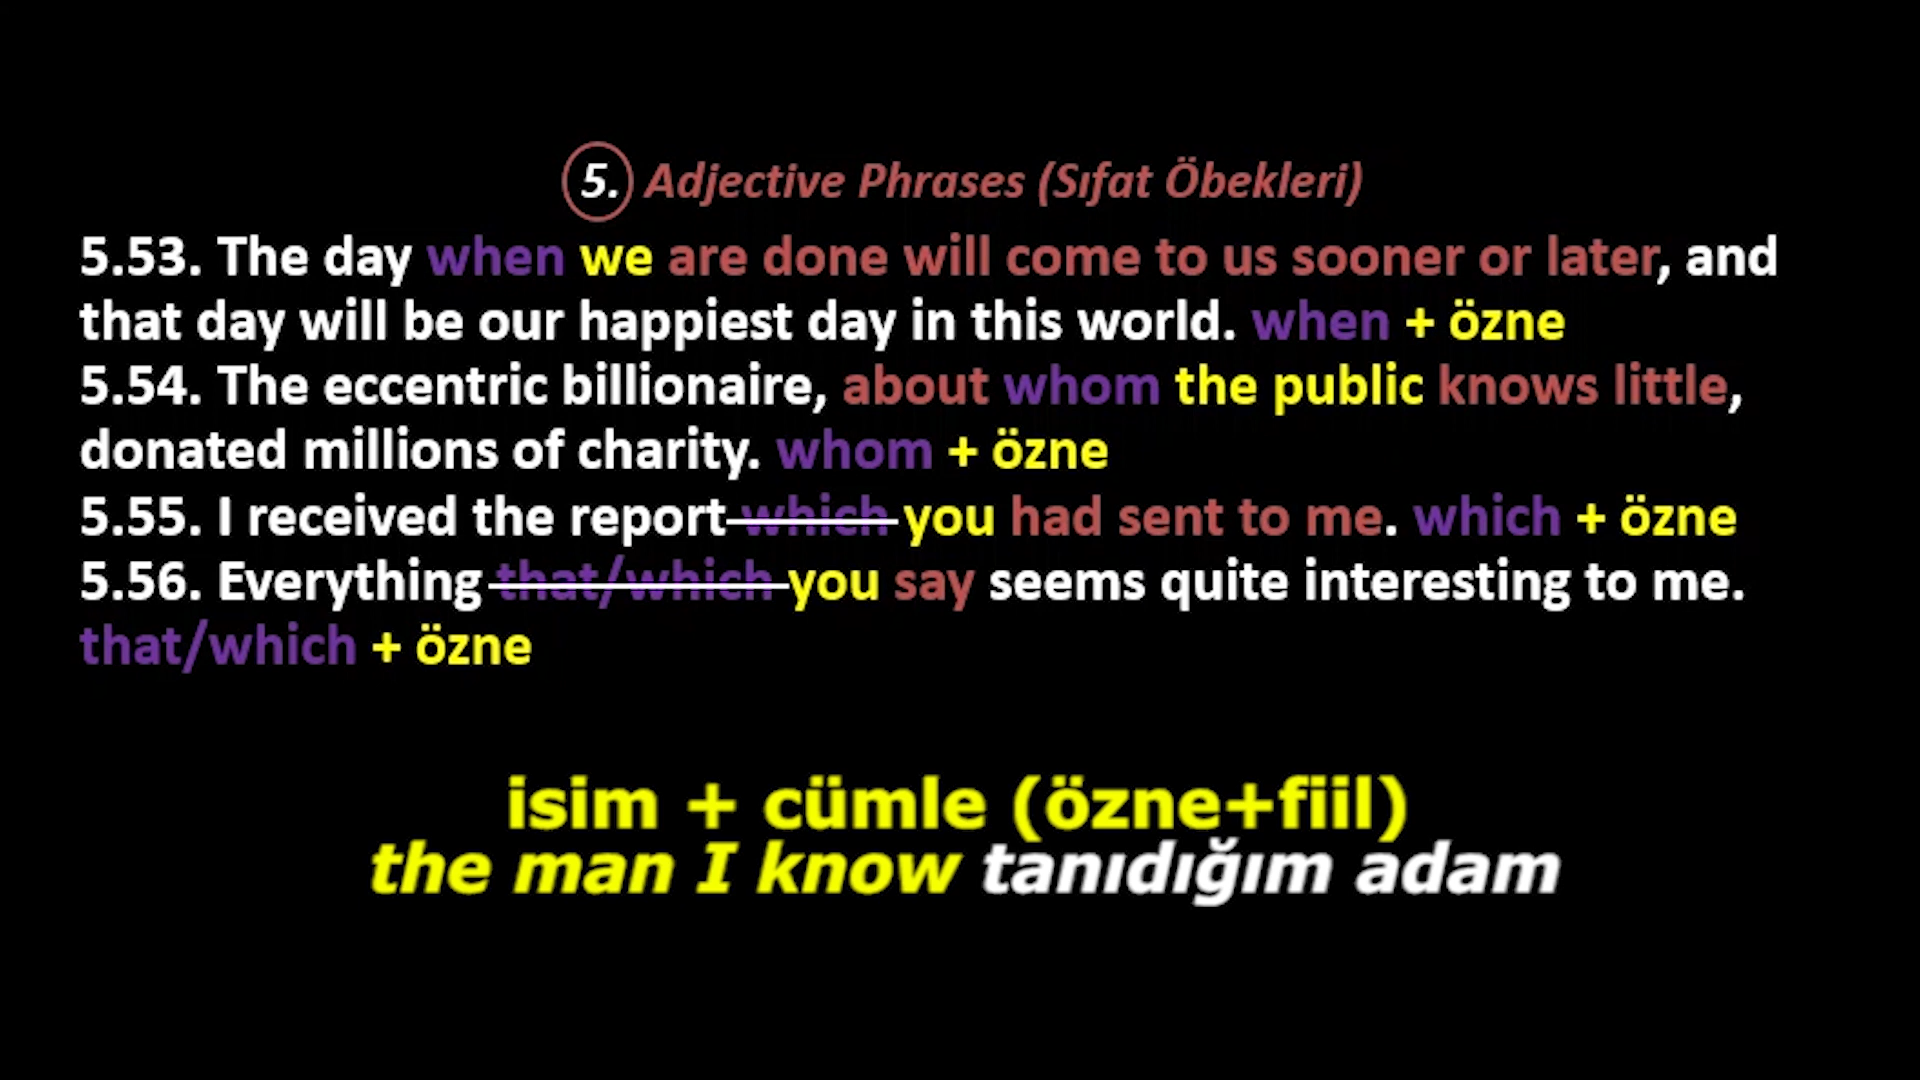 5. Adjective Phrases (Sıfat Öbekleri)
5.53. The day when we are done will come to us sooner or later, and
that day will be our happiest day in this world. when + özne
5.54. The eccentric billionaire, about whom the public knows little,
donated millions of charity. whom + özne
5.55. I received the report which you had sent to me. which + özne
5.56. Everything that/which you say seems quite interesting to me.
that/which + özne
isim + cümle (özne+fiil)
the man I know tanıdığım adam